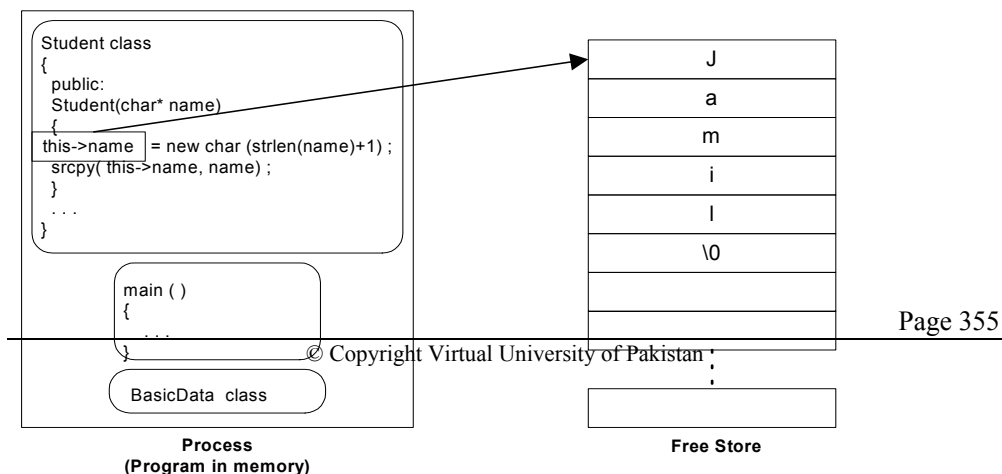 Student class
{
public:
Student(char* name)
{
this->name = new char (strlen(name)+1) ;
srcpy( this->name, name) ;
}
. . .
}
main ( )
{
. . .
}
BasicData class
Process
(Program in memory)
J
a
m
i
l
\0
Free Store
Page 355
© Copyright Virtual University of Pakistan